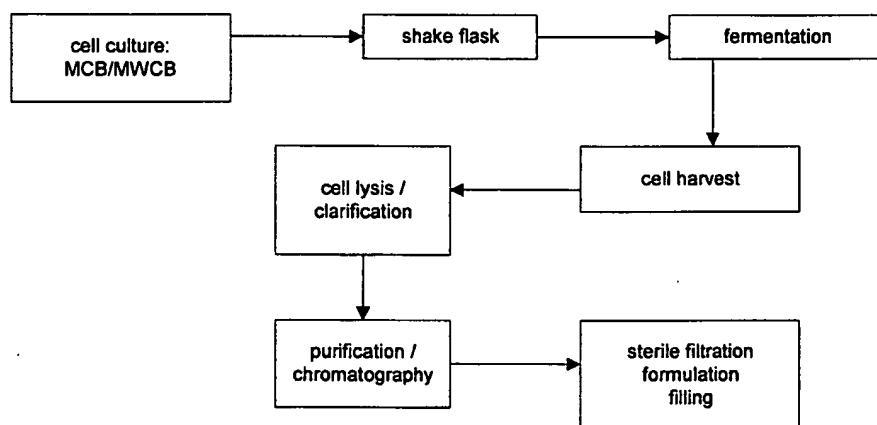 cell culture:
MCB/MWCB
shake flask
fermentation
cell harvest
cell lysis /
clarification
purification /
chromatography
sterile filtration
formulation
filling